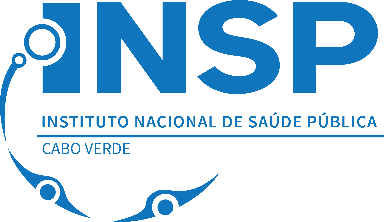 INSP
INSTITUTO NACIONAL DE SAÚDE PÚBLICA
CABO VERDE